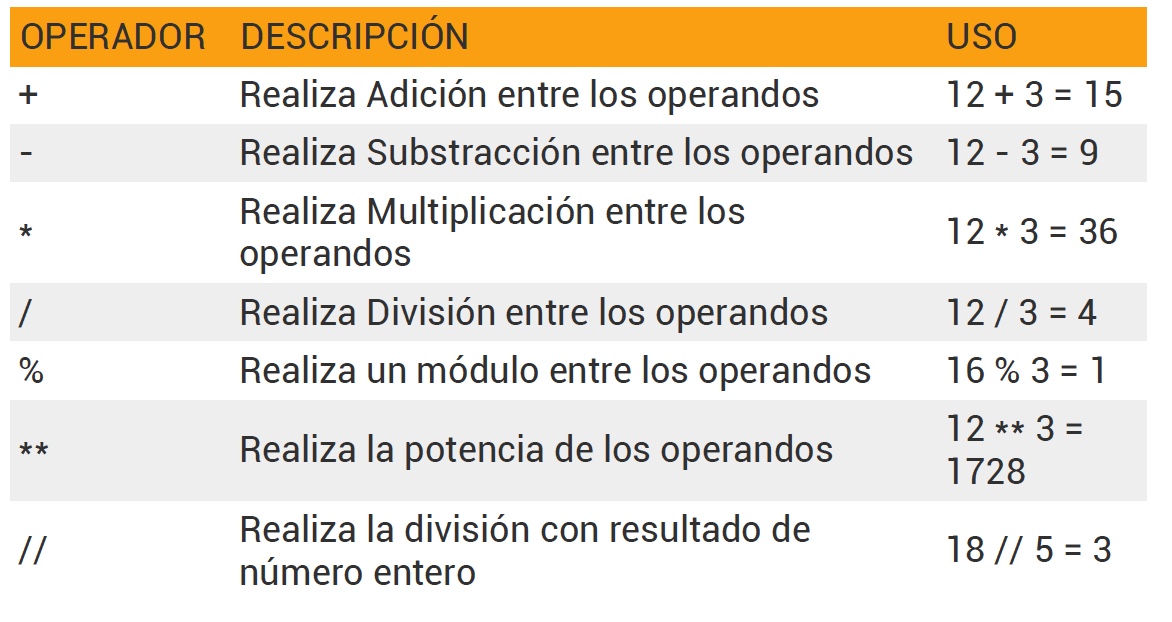 OPERADOR DESCRIPCIÓN USO
+ Realiza Adición entre los operandos 12 + 3 = 15
- Realiza Substracción entre los operandos 12 - 3 = 9
* Realiza Multiplicación entre los
operandos 12 * 3 = 36
/ Realiza División entre los operandos 12 / 3 = 4
% Realiza un módulo entre los operandos 16 % 3 = 1
** Realiza la potencia de los operandos 12 ** 3 =
1728
// Realiza la división con resultado de
número entero 18 // 5 = 3